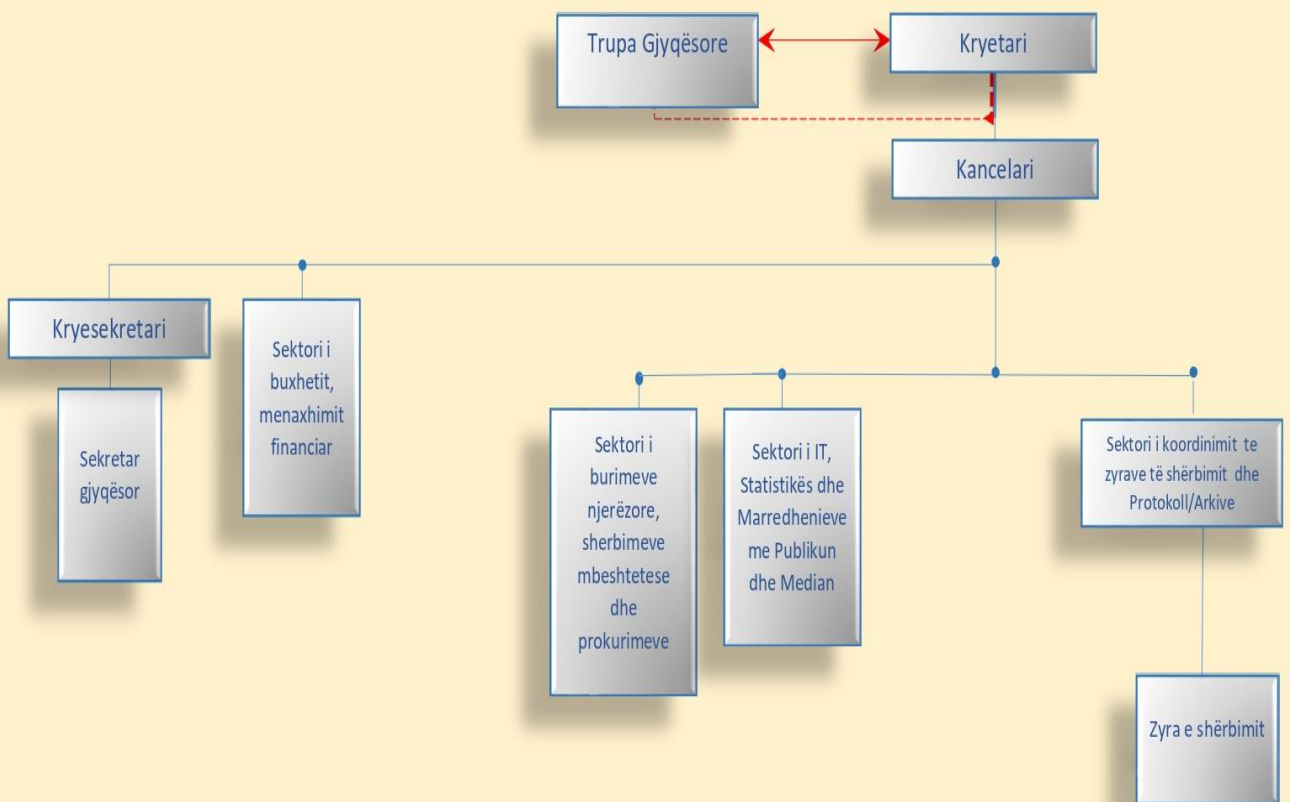 Trupa Gjyqësore
Kryetari
Kancelari
Kryesekretari
Sekretar
gjyqësor
Sektori i
buxhetit,
menaxhimit
financiar
Sektori i
burimeve
njerëzore,
sherbimeve
mbeshtetese
dhe
prokurimeve
Sektori i IT,
Statistikës dhe
Marredhenieve
me Publikun
dhe Median
Sektori i koordinimit te
zyrave të shërbimit dhe
Protokoll/Arkive
Zyra e shërbimit